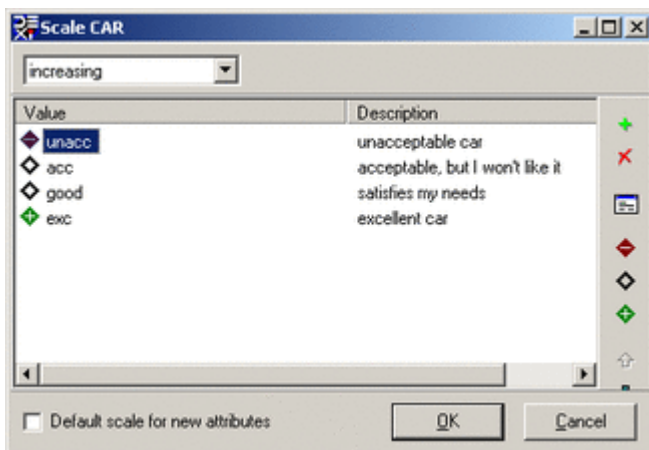 Scale CAR
increasing
Value Description
unacc unacceptable car
acc acceptable, but I won't like it
good satisfies my needs
exc excellent car
Default scale for new attributes OK Cancel